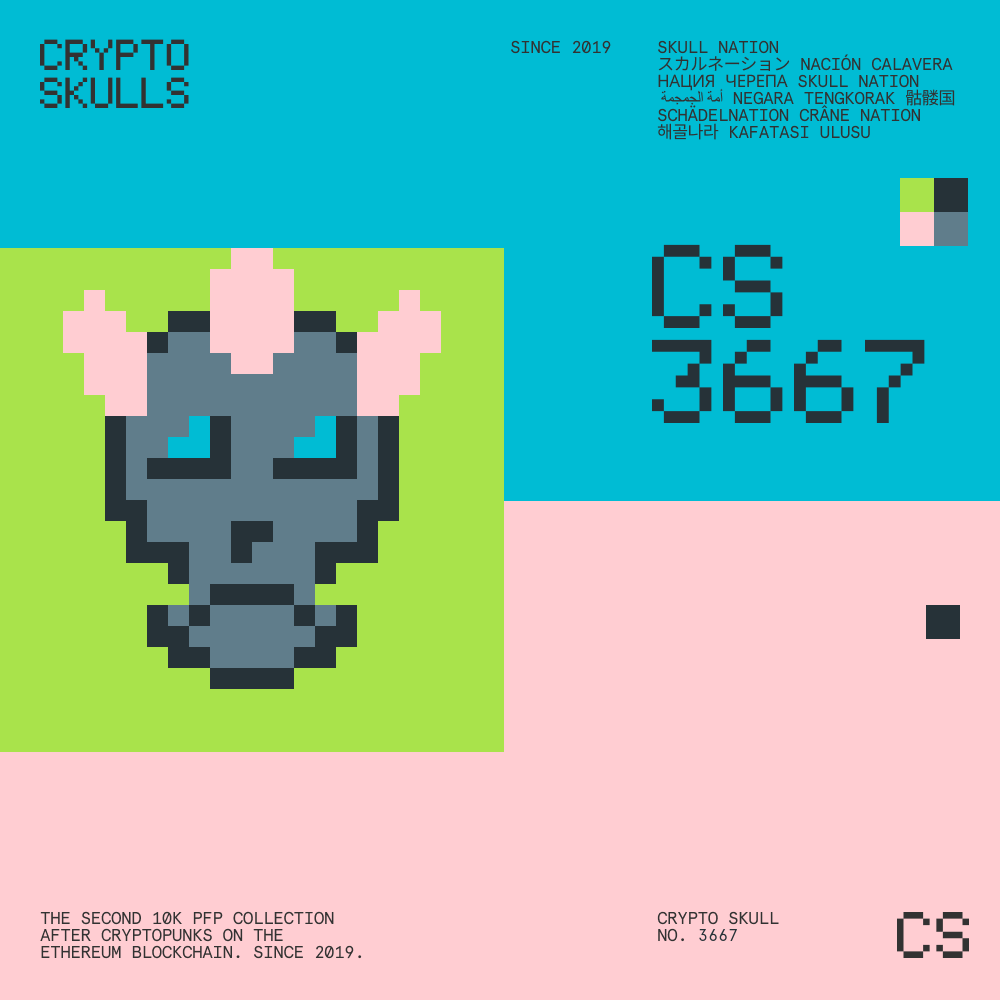 CRYPTO
SKULLS
SINCE 2019
SKULL NATION
スカルネーション NACIÓN CALAVERA
НАЦИЯ ЧЕРЕПА SKULL NATION
أمة الجمجمة NEGARA TENGKORAK 骷髅国
SCHÄDELNATION CRÂNE NATION
해골나라 KAFATASI ULUSU
CS
3667
THE SECOND 10K PFP COLLECTION
AFTER CRYPTOPUNKS ON THE
ETHEREUM BLOCKCHAIN. SINCE 2019.
CRYPTO SKULL
NO. 3667
CS